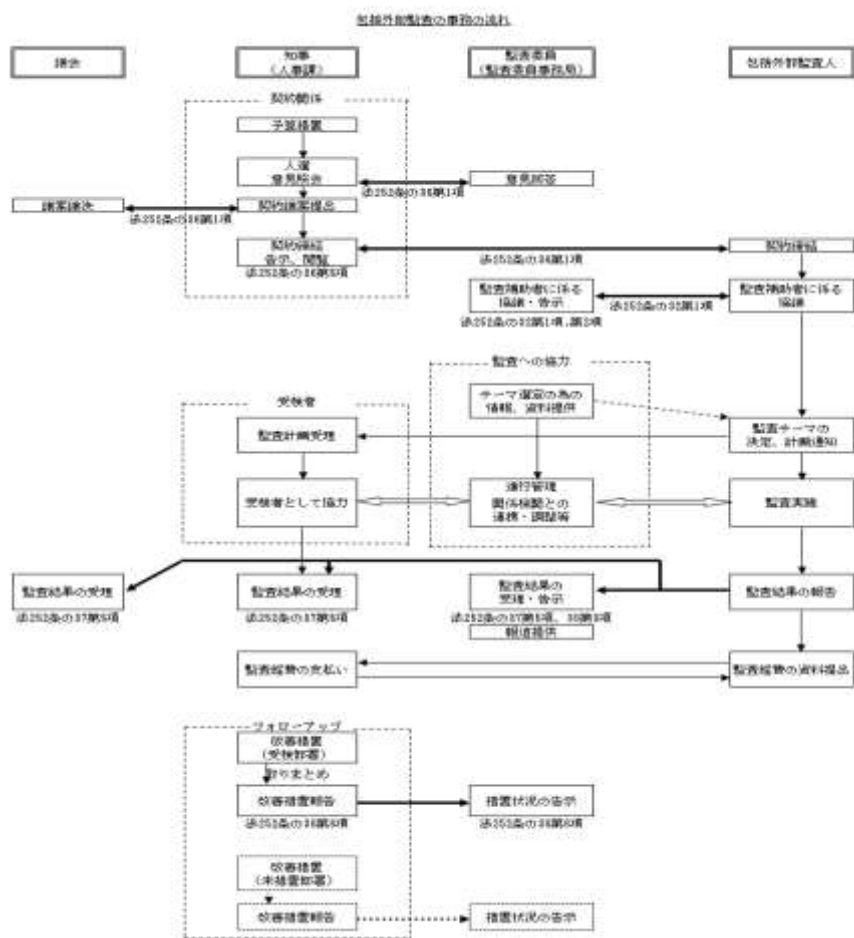 包括外部監査の事務の流れ
議会
知事
（人事課）
監査委員
（監査委員事務局）
包括外部監査人
契約関係
予算措置
人選
意見照会
意見回答
法252条の36第1項
議案議決
契約議案提出
法252条の36第1項
契約締結
告示、閲覧
法252条の36第5項
契約締結
法252条の36第1項
監査補助者に係る
協議・告示
法252条の32第1項、第2項
法252条の32第1項
監査補助者に係る
協議
監査への協力
テーマ選定の為の
情報、資料提供
受検者
監査計画受理
監査テーマの
決定、計画通知
受検者として協力
進行管理
関係機関との
連携・調整等
監査実施
監査結果の受理
法252条の37第5項
監査結果の受理
法252条の37第5項
監査結果の
受理・告示
法252条の37第5項、38第3項
報道提供
監査結果の報告
監査経費の支払い
監査経費の資料提出
フォローアップ
改善措置
（受検部署）
取りまとめ
改善措置報告
法252条の38第6項
措置状況の告示
法252条の38第6項
改善措置
（未措置部署）
改善措置報告
措置状況の告示